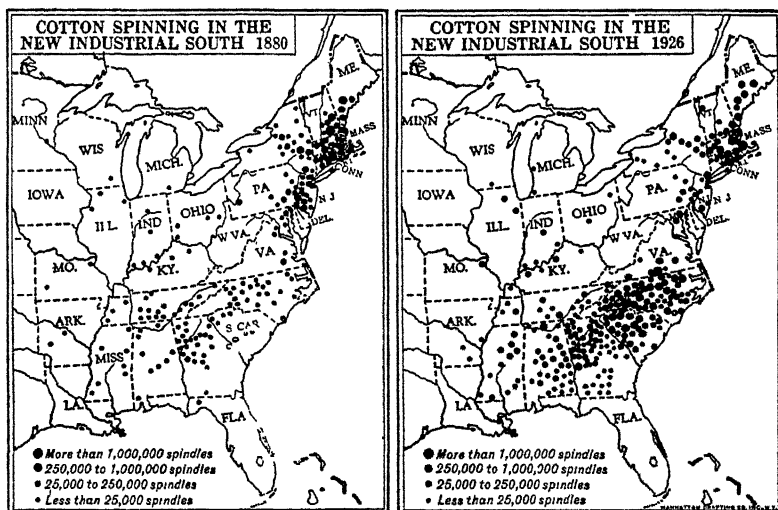 COTTON SPINNING IN THE
NEW INDUSTRIAL SOUTH 1880
ME.
VT.
MINN
MASS
WIS
MICH.
CONN
IOWA
PA.
N J
ILL.
IND
OHIO
DEL.
W VA.
VA.
MO.
KY.
ARK.
S. CAR
MISS
LA.
FLA.
More than 1,000,000 spindles
250,000 to 1,000,000 spindles
25,000 to 250,000 spindles
Less than 25,000 spindles
COTTON SPINNING IN THE
NEW INDUSTRIAL SOUTH 1926
ME.
VT.
MINN
MASS
WIS
MICH.
CONN
IOWA
PA.
N J
ILL.
IND
OHIO
DEL.
W VA.
VA.
MO.
KY.
ARK.
LA
FLA.
More than 1,000,000 spindles
250,000 to 1,000,000 spindles
25,000 to 250,000 spindles
Less than 25,000 spindles
MANHATTAN DRAFTING CO. INC. N.Y.